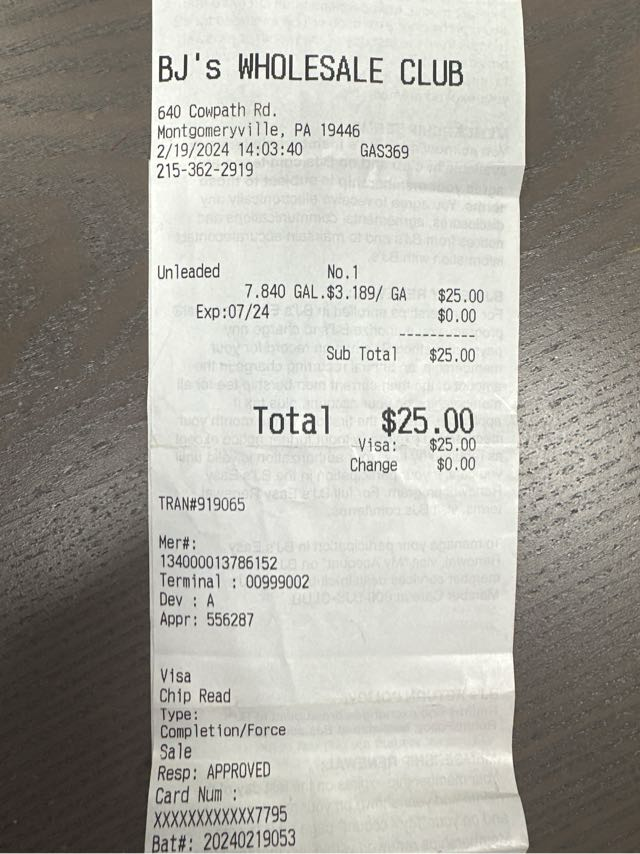 BJ's WHOLESALE CLUB
640 Cowpath Rd.
Montgomeryville, PA 19446
2/19/2024 14:03:40 GAS369
215-362-2919
Unleaded No.1
7.840 GAL.$3.189/ GA $25.00
Exp:07/24 $0.00
----------
Sub Total $25.00
Total $25.00
Visa: $25.00
Change $0.00
TRAN#919065
Mer#:
134000013786152
Terminal : 00999002
Dev : A
Appr: 556287
Visa
Chip Read
Type:
Completion/Force
Sale
Resp: APPROVED
Card Num :
XXXXXXXXXXXX7795
Bat#: 20240219053